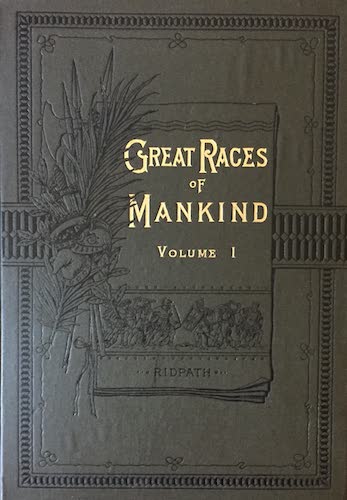 GREAT RACES
OF
MANKIND
VOLUME I
RIDPATH